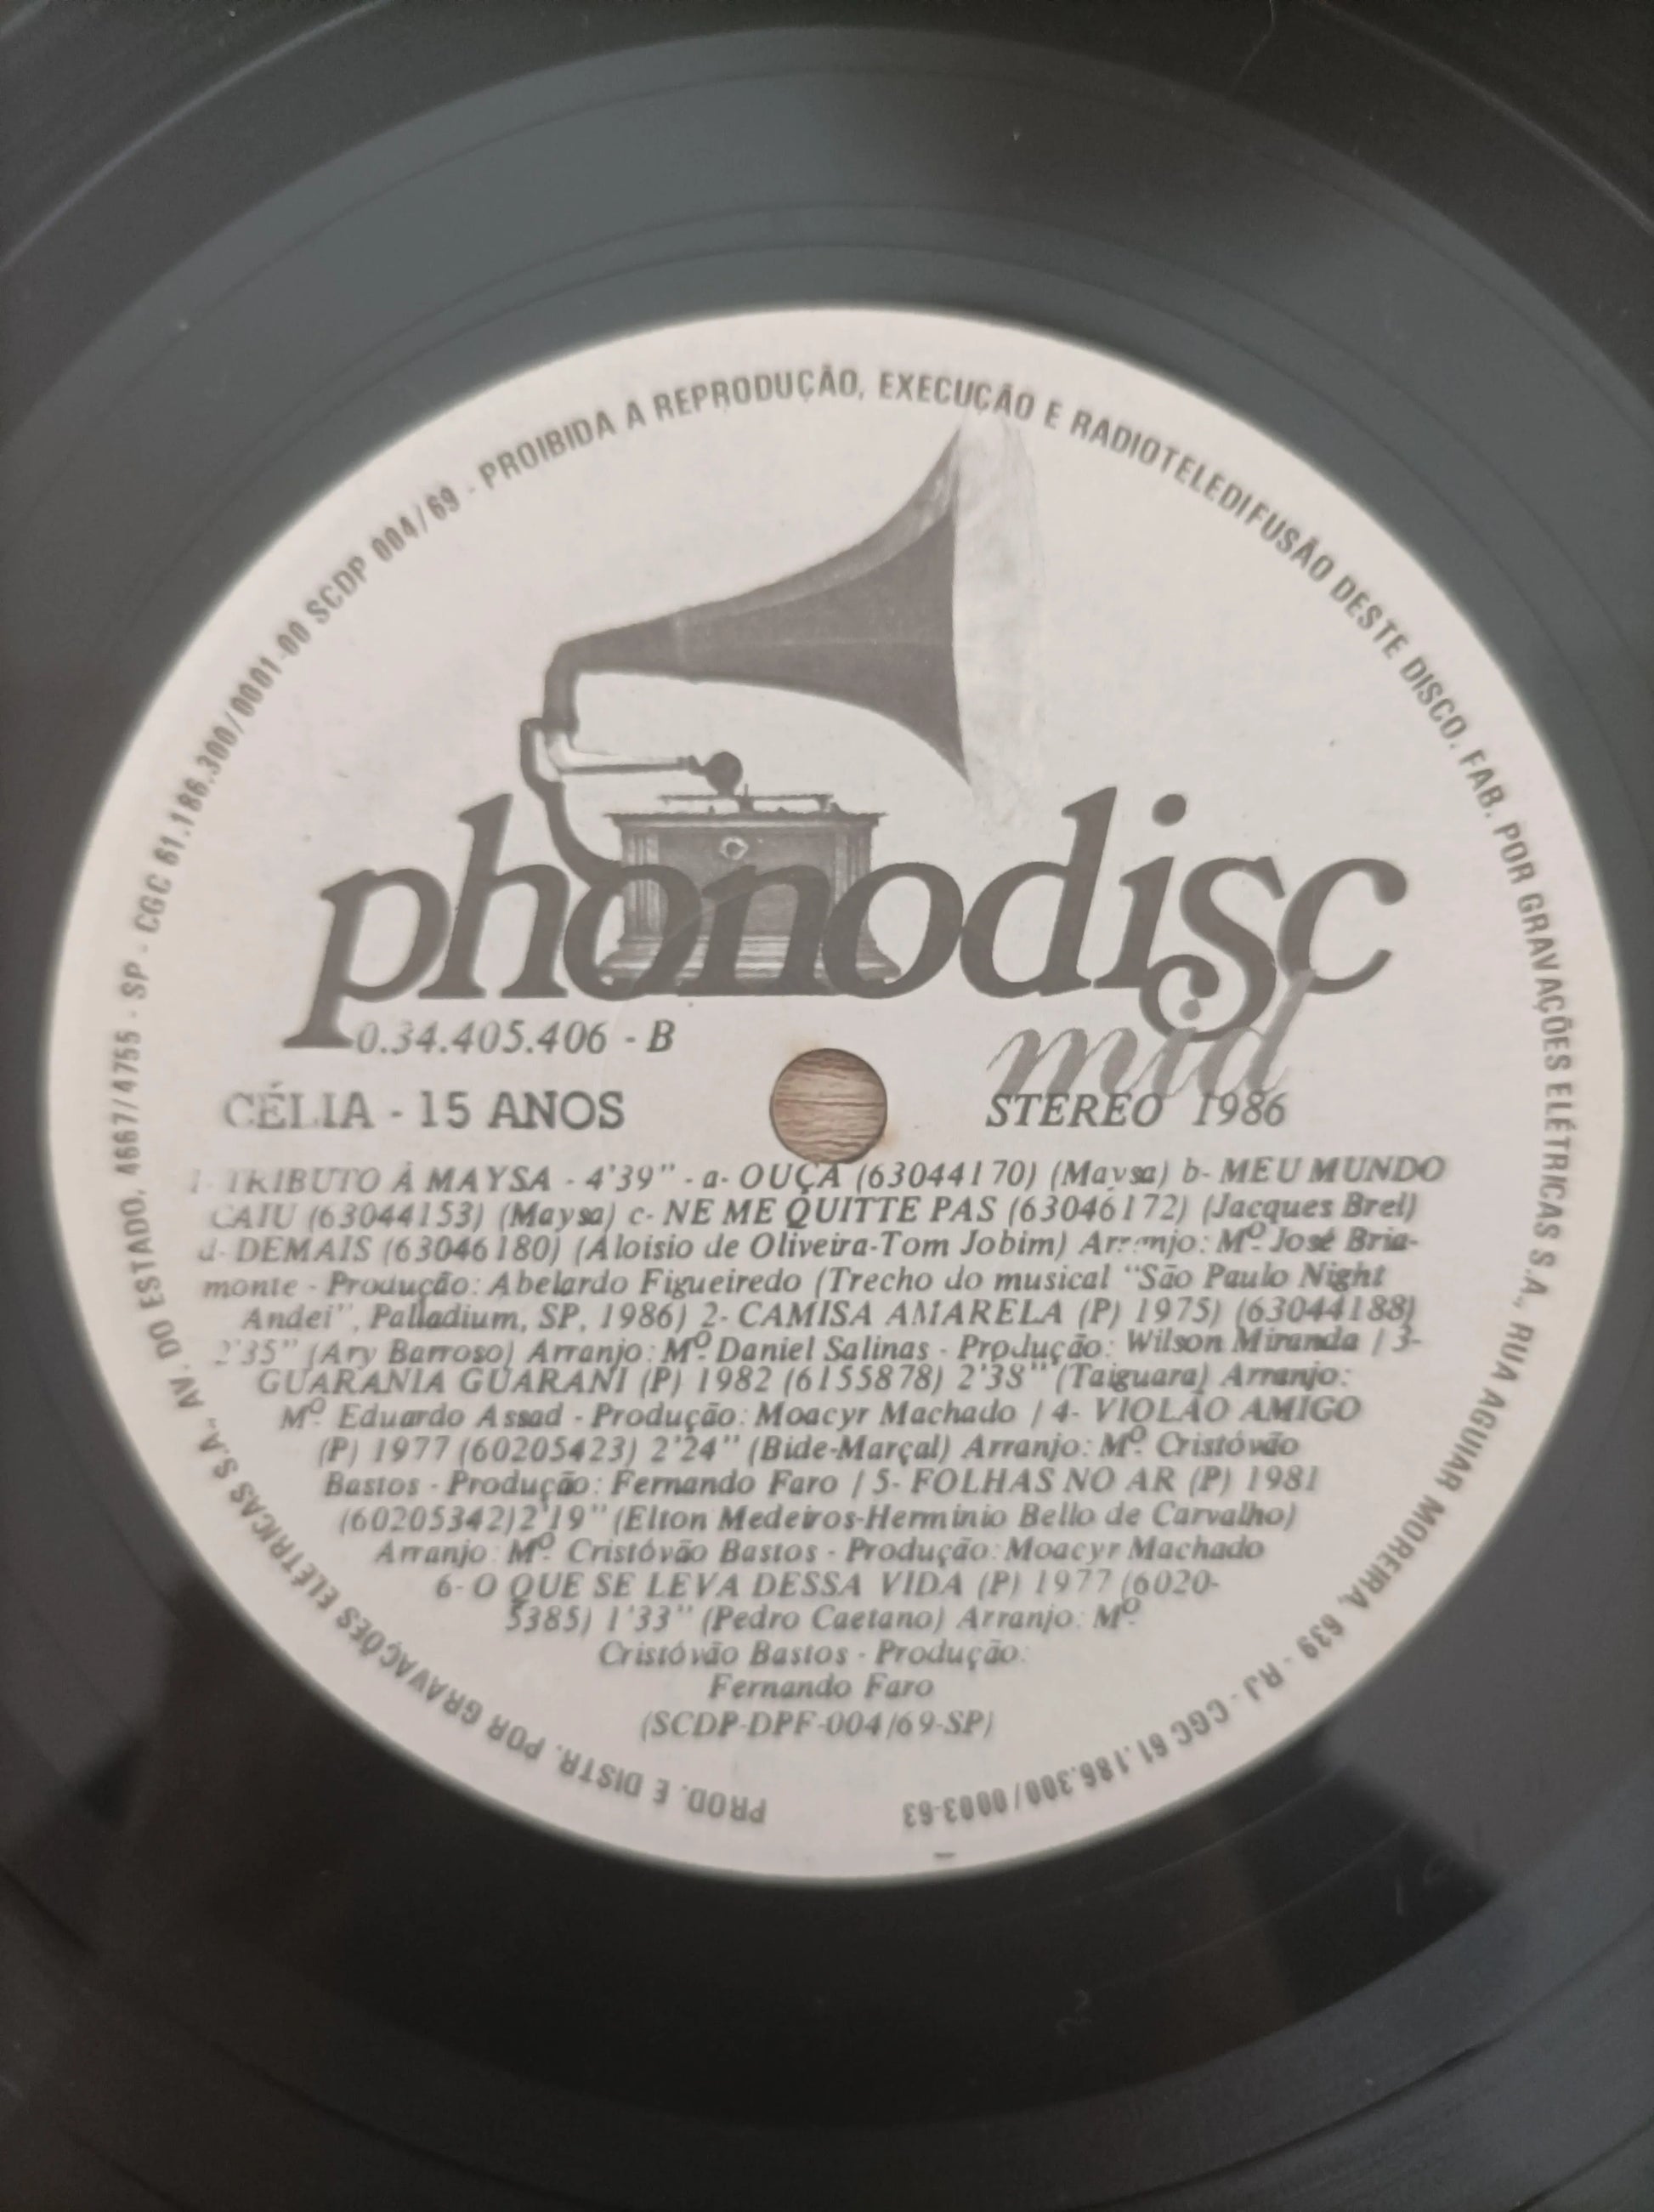 PROD. E DISTR. POR GRAVAÇÕES ELÉTRICAS S.A., AV. DO ESTADO, 4667/4755 - SP - CGC 61.186.300/0001-00 SCDP 004/69 - PROIBIDA A REPRODUÇÃO, EXECUÇÃO E RADIOTELEDIFUSÃO DESTE DISCO. FAB. POR GRAVAÇÕES ELÉTRICAS S.A., RUA AGUIAR MOREIRA, 639 - RJ - CGC 61.186.300/0003-63
phonodisc
mid
0.34.405.406 - B
CÉLIA - 15 ANOS
STEREO 1986
1- TRIBUTO À MAYSA - 4'39" - a- OUÇA (63044170) (Maysa) b- MEU MUNDO
CAIU (63044153) (Maysa) c- NE ME QUITTE PAS (63046172) (Jacques Brel)
d- DEMAIS (63046180) (Aloisio de Oliveira-Tom Jobim) Arranjo: Mº José Bria-
monte - Produção: Abelardo Figueiredo (Trecho do musical "São Paulo Night
Andei", Palladium, SP, 1986) 2- CAMISA AMARELA (P) 1975) (63044188)
2'35" (Ary Barroso) Arranjo: Mº Daniel Salinas - Produção: Wilson Miranda / 3-
GUARANIA GUARANI (P) 1982 (6155878) 2'38" (Taiguara) Arranjo:
Mº Eduardo Assad - Produção: Moacyr Machado / 4- VIOLÃO AMIGO
(P) 1977 (60205423) 2'24" (Bide-Marçal) Arranjo: Mº Cristóvão
Bastos - Produção: Fernando Faro / 5- FOLHAS NO AR (P) 1981
(60205342) 2'19" (Elton Medeiros-Hermínio Bello de Carvalho)
Arranjo: Mº Cristóvão Bastos - Produção: Moacyr Machado
6- O QUE SE LEVA DESSA VIDA (P) 1977 (6020-
5385) 1'33" (Pedro Caetano) Arranjo: Mº
Cristóvão Bastos - Produção:
Fernando Faro
(SCDP-DPF-004/69-SP)